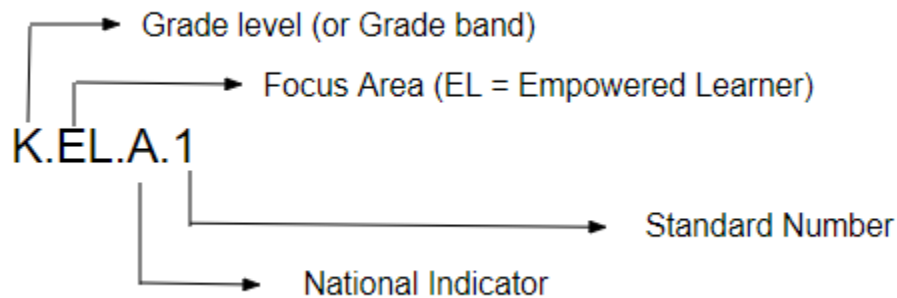 Grade level (or Grade band)
Focus Area (EL = Empowered Learner)
K.EL.A.1
Standard Number
National Indicator